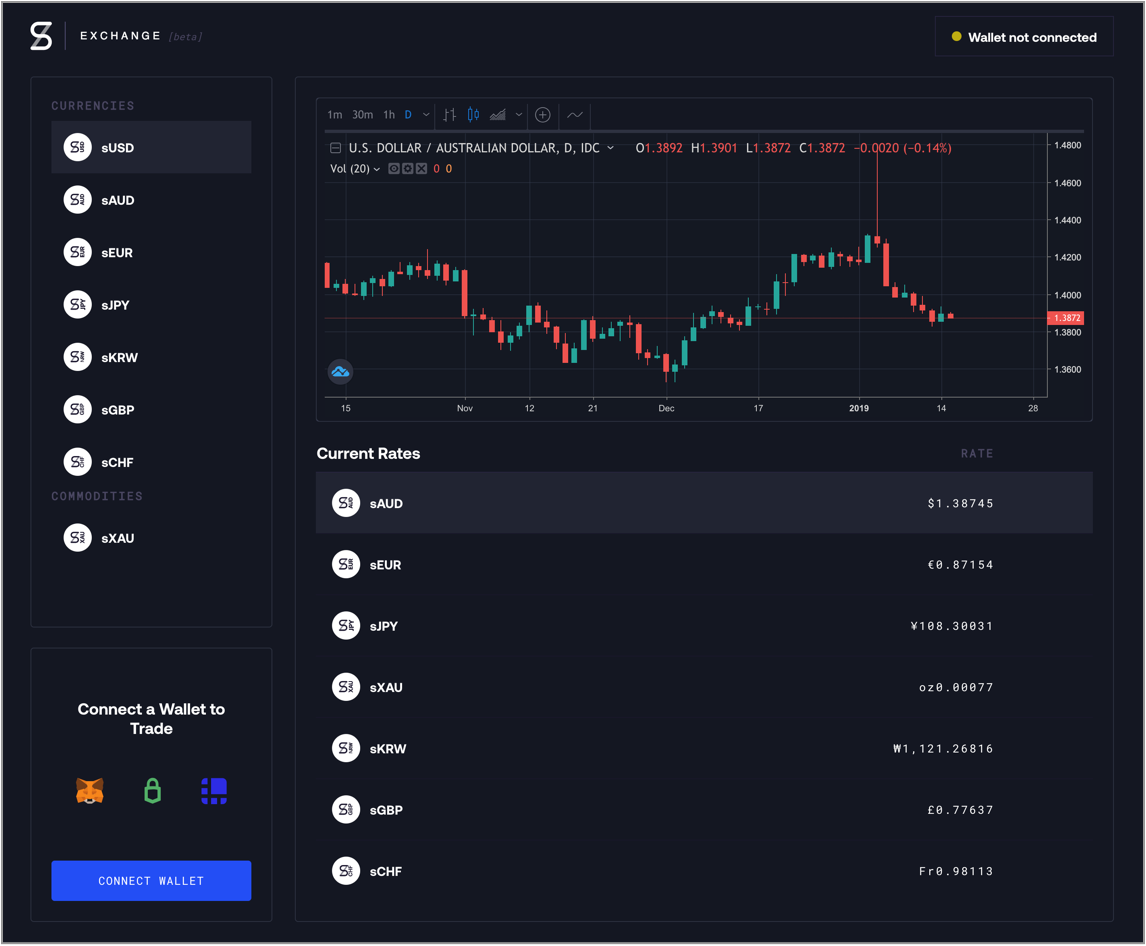 EXCHANGE [beta]
Wallet not connected
CURRENCIES
sUSD
sAUD
sEUR
sJPY
sKRW
sGBP
sCHF
COMMODITIES
sXAU
Connect a Wallet to
Trade
CONNECT WALLET
1m 30m 1h D
U.S. DOLLAR / AUSTRALIAN DOLLAR, D, IDC O1.3892 H1.3901 L1.3872 C1.3872 −0.0020 (−0.14%)
Vol (20) 0 0
1.4800
1.4600
1.4400
1.4200
1.4000
1.3872
1.3800
1.3600
15 Nov 12 21 Dec 17 2019 14 28
Current Rates RATE
sAUD $1.38745
sEUR €0.87154
sJPY ¥108.30031
sXAU oz0.00077
sKRW ₩1,121.26816
sGBP £0.77637
sCHF Fr0.98113